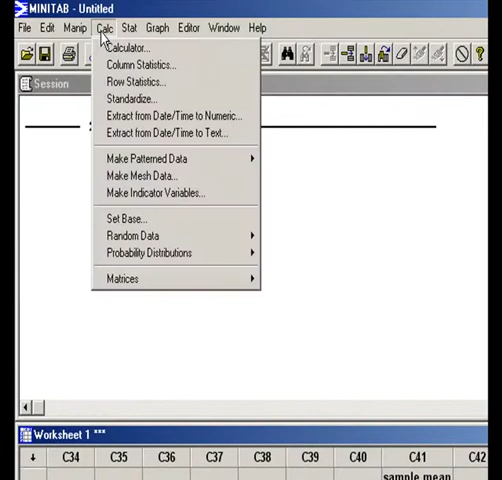 MINITAB - Untitled
File Edit Manip Calc Stat Graph Editor Window Help
Calculator...
Session
Column Statistics...
Row Statistics...
Standardize...
Extract from Date/Time to Numeric...
Extract from Date/Time to Text...
Make Patterned Data
Make Mesh Data...
Make Indicator Variables...
Set Base...
Random Data
Probability Distributions
Matrices
Worksheet 1 ***
C34 C35 C36 C37 C38 C39 C40 C41 C42
sample mean